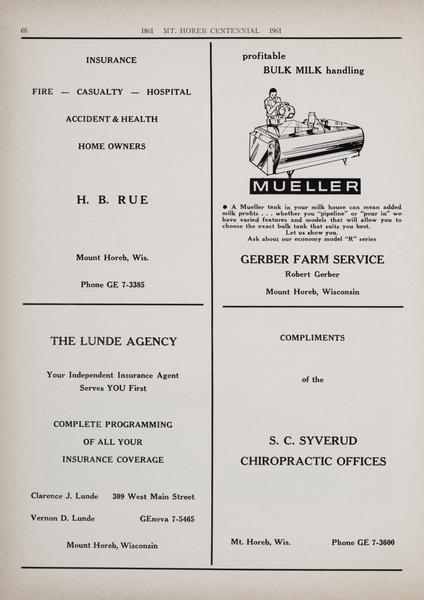 66
1861 MT. HOREB CENTENNIAL 1961
INSURANCE
FIRE — CASUALTY — HOSPITAL
ACCIDENT & HEALTH
HOME OWNERS
H. B. RUE
Mount Horeb, Wis.
Phone GE 7-3385
THE LUNDE AGENCY
Your Independent Insurance Agent
Serves YOU First
COMPLETE PROGRAMMING
OF ALL YOUR
INSURANCE COVERAGE
Clarence J. Lunde 309 West Main Street
Vernon D. Lunde GEneva 7-5465
Mount Horeb, Wisconsin
profitable
BULK MILK handling
MUELLER
● A Mueller tank in your milk house can mean added
milk profits . . . whether you "pipeline" or "pour in" we
have varied features and models that will allow you to
choose the exact bulk tank that suits you best.
Let us show you.
Ask about our economy model "R" series
GERBER FARM SERVICE
Robert Gerber
Mount Horeb, Wisconsin
COMPLIMENTS
of the
S. C. SYVERUD
CHIROPRACTIC OFFICES
Mt. Horeb, Wis. Phone GE 7-3600